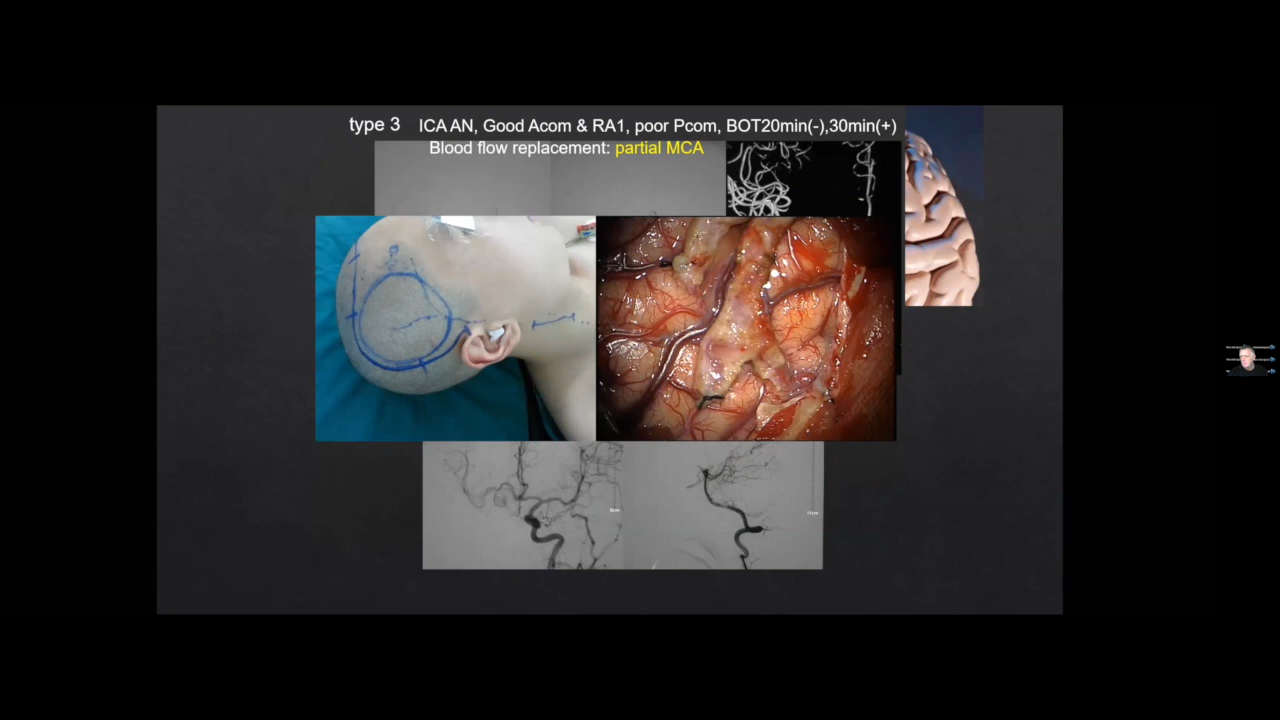 type 3 ICA AN, Good Acom & RA1, poor Pcom, BOT20min(-),30min(+)
Blood flow replacement: partial MCA